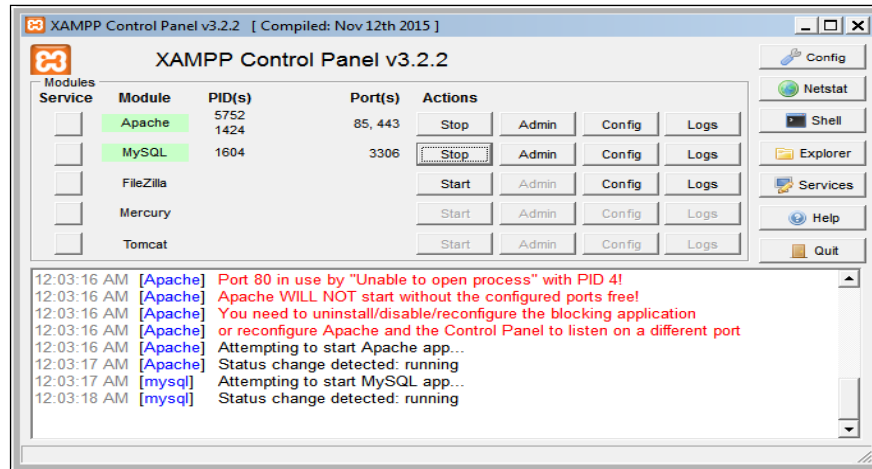 XAMPP Control Panel v3.2.2 [ Compiled: Nov 12th 2015 ]
XAMPP Control Panel v3.2.2
Config
Modules
Service Module PID(s) Port(s) Actions
Netstat
Apache 5752 1424 85, 443 Stop Admin Config Logs
Shell
MySQL 1604 3306 Stop Admin Config Logs
Explorer
FileZilla Start Admin Config Logs
Services
Mercury Start Admin Config Logs
Help
Tomcat Start Admin Config Logs
Quit
12:03:16 AM [Apache] Port 80 in use by "Unable to open process" with PID 4!
12:03:16 AM [Apache] Apache WILL NOT start without the configured ports free!
12:03:16 AM [Apache] You need to uninstall/disable/reconfigure the blocking application
12:03:16 AM [Apache] or reconfigure Apache and the Control Panel to listen on a different port
12:03:16 AM [Apache] Attempting to start Apache app...
12:03:17 AM [Apache] Status change detected: running
12:03:17 AM [mysql] Attempting to start MySQL app...
12:03:18 AM [mysql] Status change detected: running